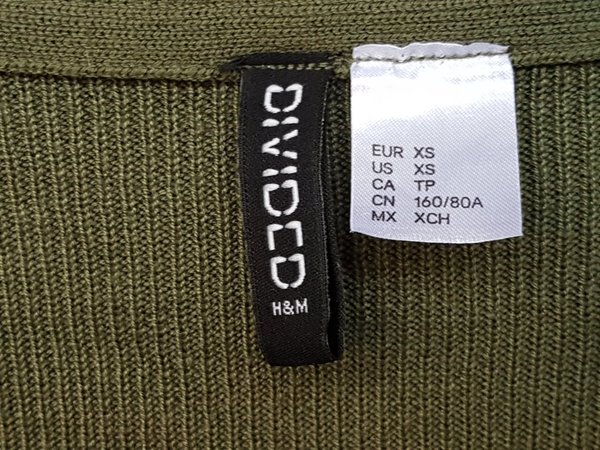 DIVIDED
H&M
EUR XS
US XS
CA TP
CN 160/80A
MX XCH